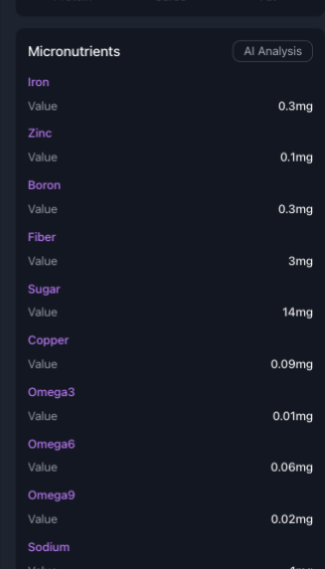 Micronutrients
AI Analysis
Iron
Value 0.3mg
Zinc
Value 0.1mg
Boron
Value 0.3mg
Fiber
Value 3mg
Sugar
Value 14mg
Copper
Value 0.09mg
Omega3
Value 0.01mg
Omega6
Value 0.06mg
Omega9
Value 0.02mg
Sodium